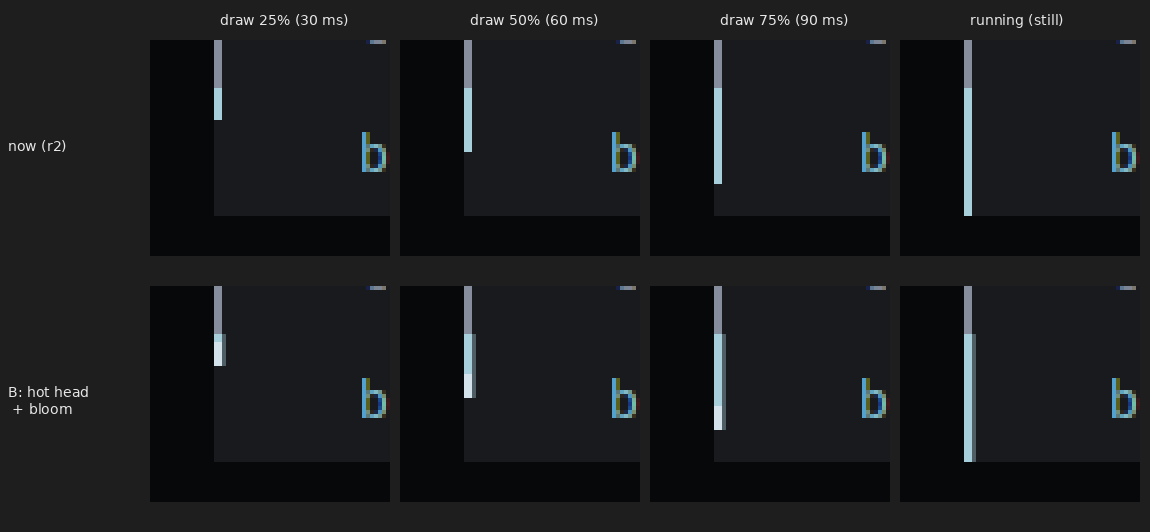 draw 25% (30 ms) draw 50% (60 ms) draw 75% (90 ms) running (still)
now (r2)
b b b b
B: hot head
+ bloom
b b b b